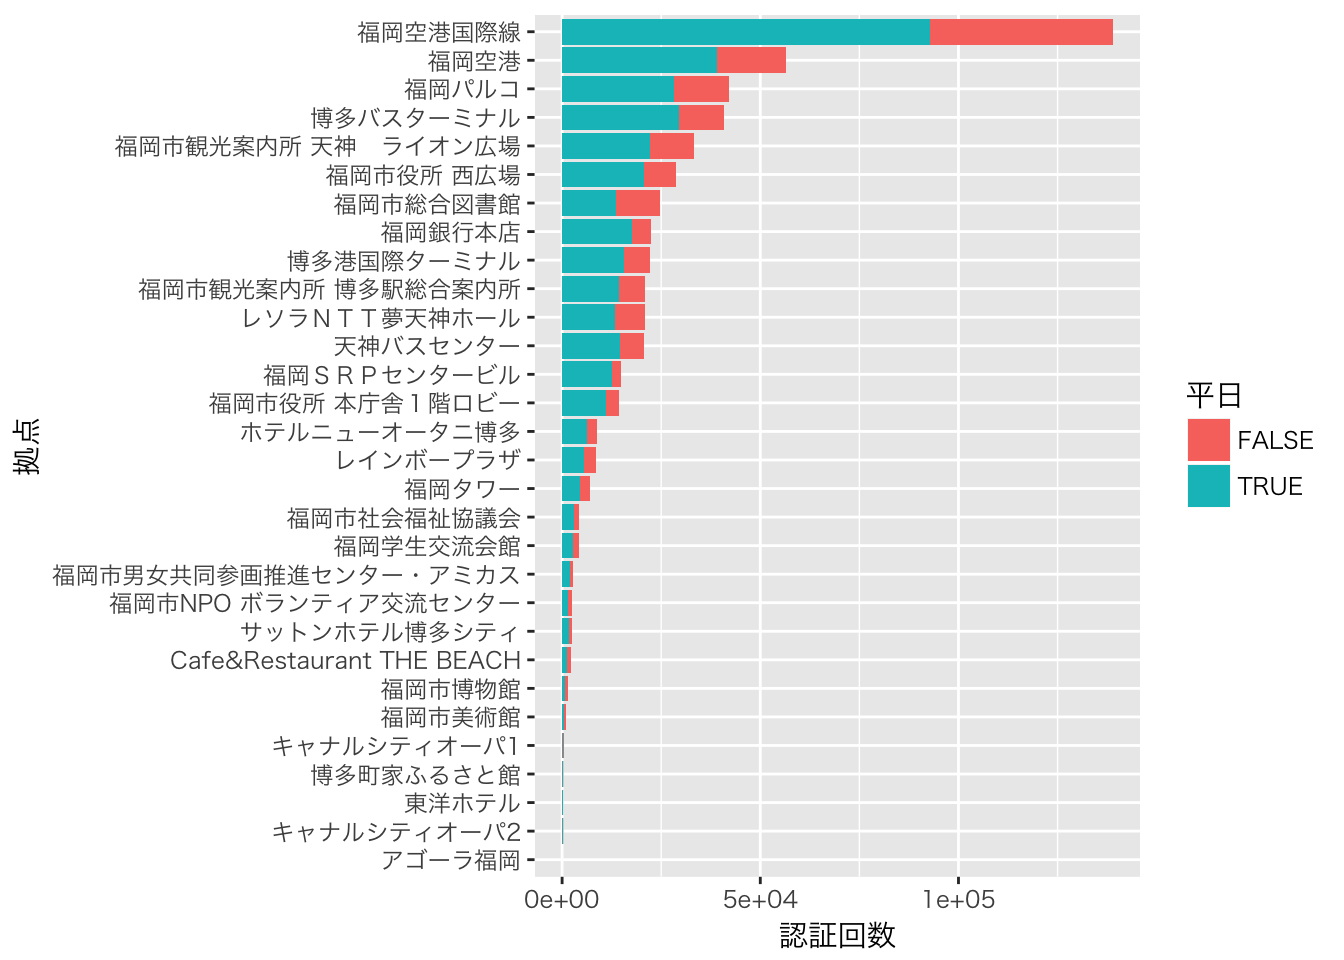 福岡空港国際線
福岡空港
福岡パルコ
博多バスターミナル
福岡市観光案内所 天神　ライオン広場
福岡市役所 西広場
福岡市総合図書館
福岡銀行本店
博多港国際ターミナル
福岡市観光案内所 博多駅総合案内所
レソラＮＴＴ夢天神ホール
天神バスセンター
福岡ＳＲＰセンタービル
福岡市役所 本庁舎１階ロビー
ホテルニューオータニ博多
レインボープラザ
福岡タワー
福岡市社会福祉協議会
福岡学生交流会館
福岡市男女共同参画推進センター・アミカス
福岡市NPO ボランティア交流センター
サットンホテル博多シティ
Cafe&Restaurant THE BEACH
福岡市博物館
福岡市美術館
キャナルシティオーパ1
博多町家ふるさと館
東洋ホテル
キャナルシティオーパ2
アゴーラ福岡
拠点
0e+00 5e+04 1e+05
認証回数
平日
FALSE
TRUE